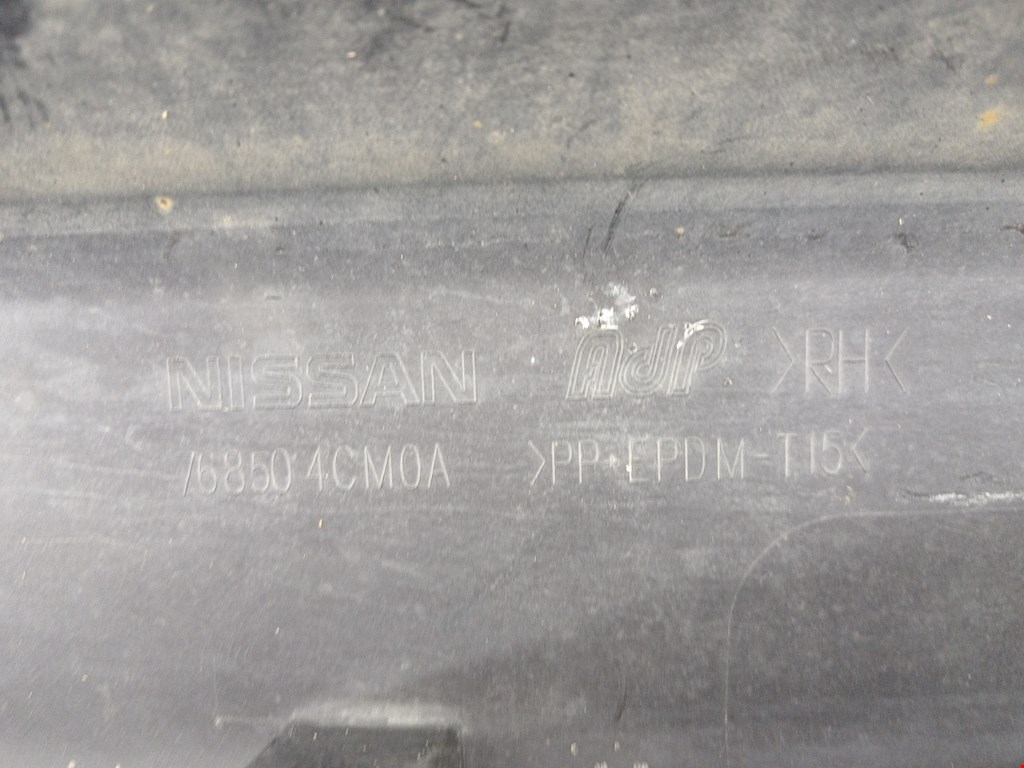 NISSAN AdP >RH<
76850 4CM0A >PP+EPDM-T15<